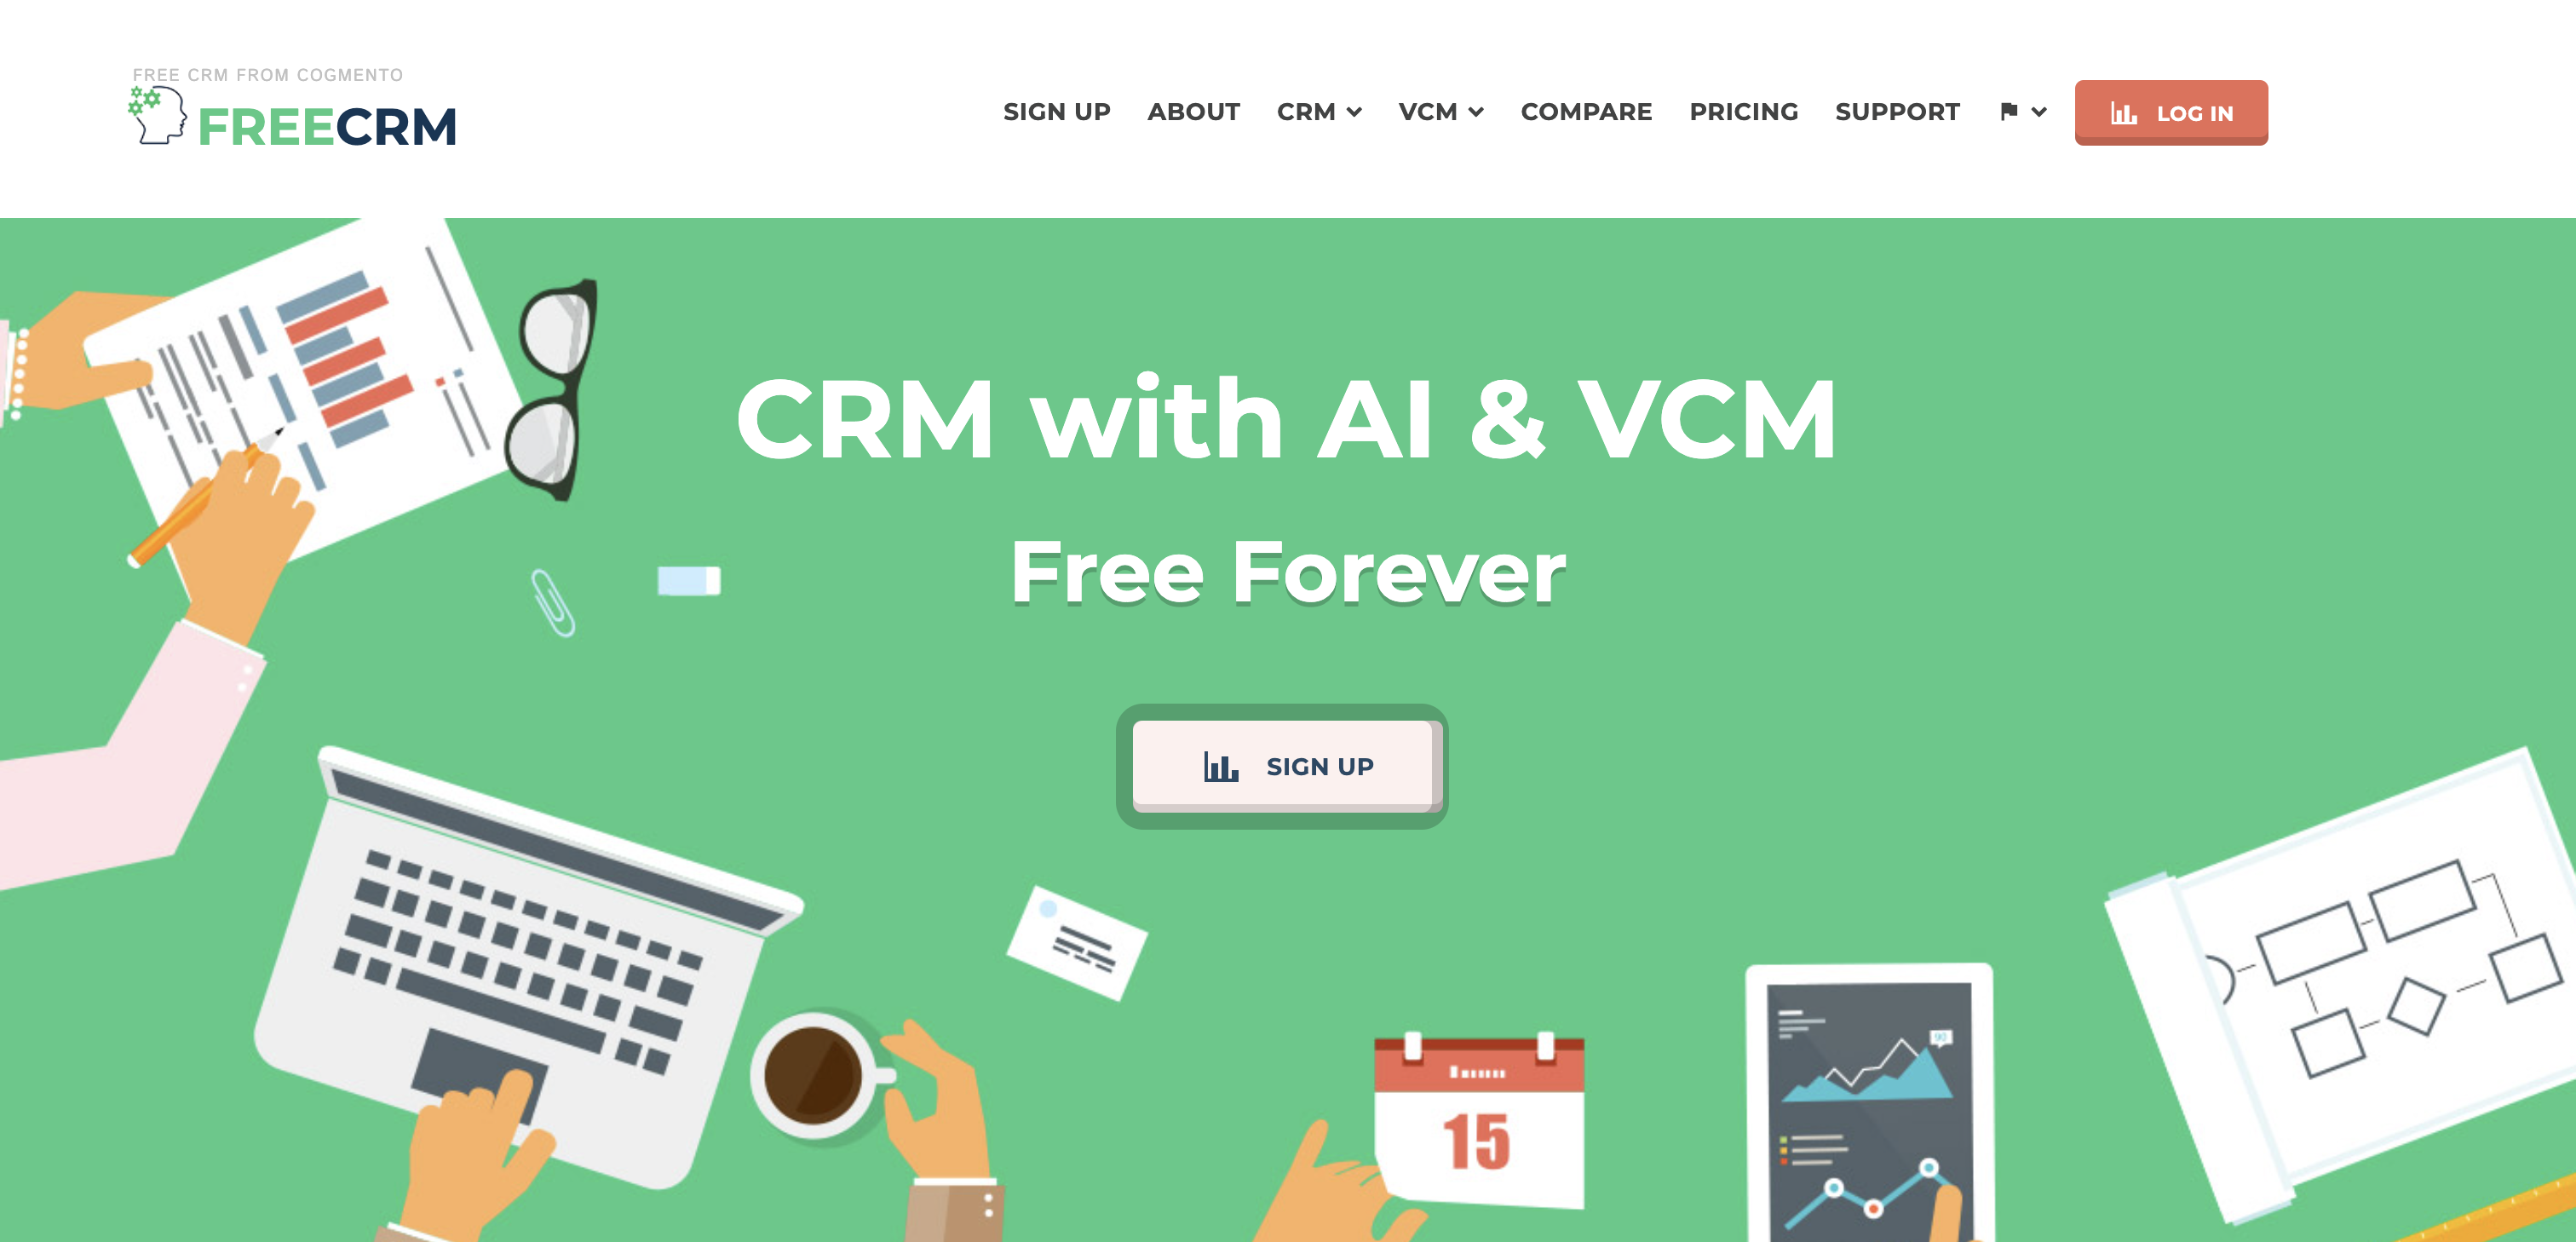 FREE CRM FROM COGMENTO
FREECRM
SIGN UP ABOUT CRM VCM COMPARE PRICING SUPPORT LOG IN
CRM with AI & VCM
Free Forever
SIGN UP
90
15